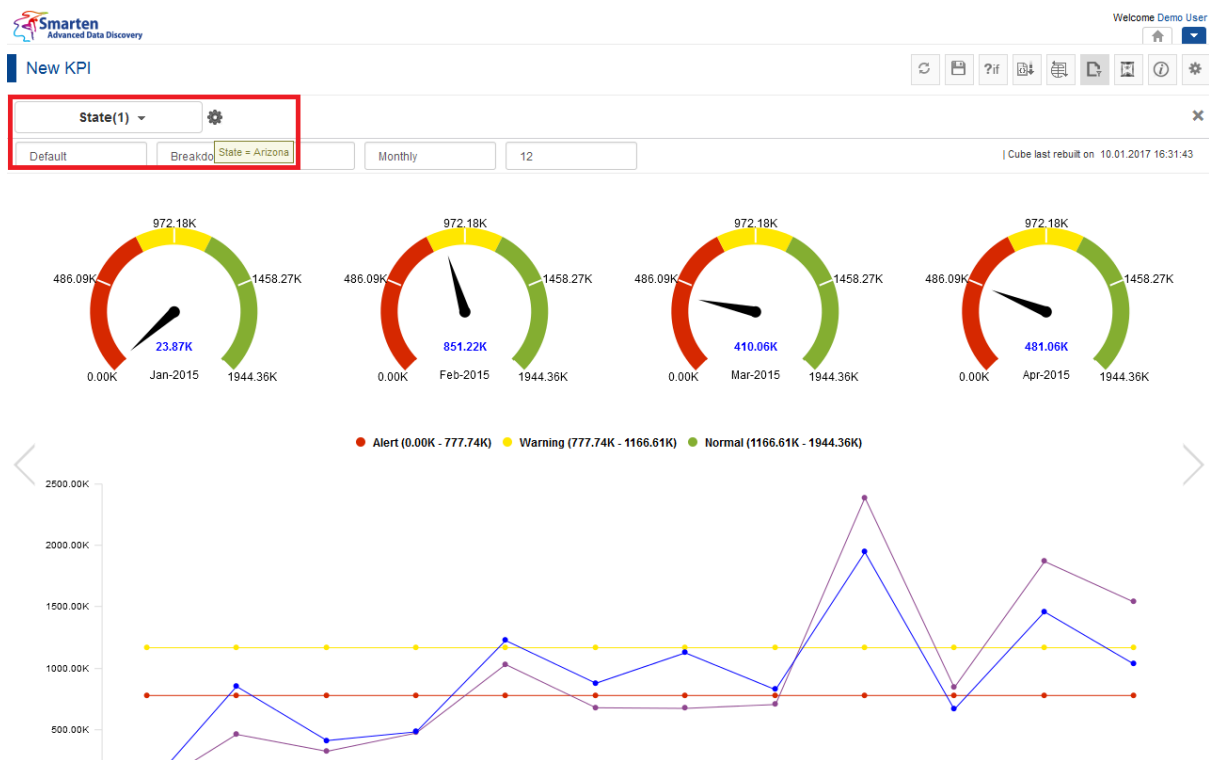 Smarten
Advanced Data Discovery
Welcome Demo User
New KPI
?if
State(1)
Default
Breakdo
State = Arizona
Monthly
12
| Cube last rebuilt on 10.01.2017 16:31:43
972.18K
972.18K
972.18K
972.18K
486.09K
1458.27K
486.09K
1458.27K
486.09K
1458.27K
486.09K
1458.27K
23.87K
851.22K
410.06K
481.06K
0.00K
Jan-2015
1944.36K
0.00K
Feb-2015
1944.36K
0.00K
Mar-2015
1944.36K
0.00K
Apr-2015
1944.36K
Alert (0.00K - 777.74K)
Warning (777.74K - 1166.61K)
Normal (1166.61K - 1944.36K)
2500.00K
2000.00K
1500.00K
1000.00K
500.00K